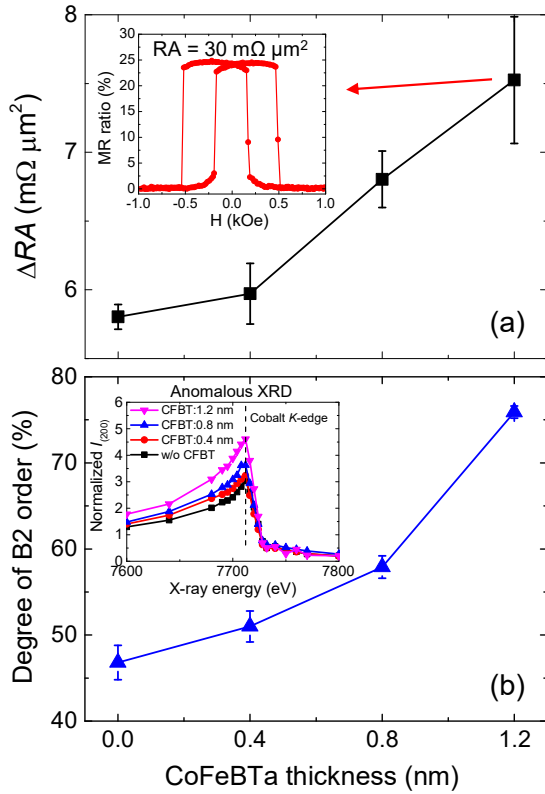 RA = 30 mΩ μm²
MR ratio (%)
30
25
20
15
10
5
0
-1.0 -0.5 0.0 0.5 1.0
H (kOe)
ΔRA (mΩ μm²)
8
7
6
(a)
Anomalous XRD
CFBT:1.2 nm
CFBT:0.8 nm
CFBT:0.4 nm
w/o CFBT
Cobalt K-edge
Normalized I(200)
6
5
4
3
2
1
0
7600 7700 7800
X-ray energy (eV)
Degree of B2 order (%)
80
70
60
50
40
(b)
0.0 0.4 0.8 1.2
CoFeBTa thickness (nm)